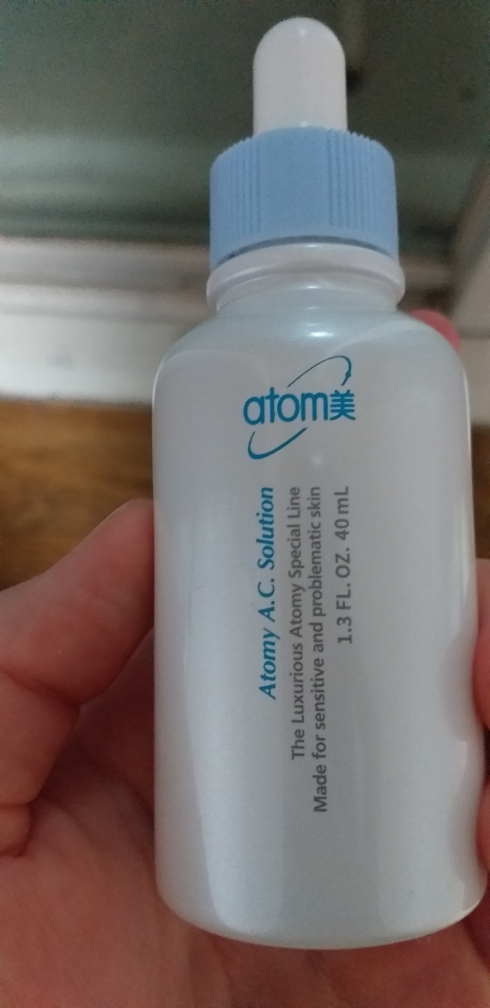 atom美
Atomy A.C. Solution
The Luxurious Atomy Special Line
Made for sensitive and problematic skin
1.3 FL. OZ. 40 mL